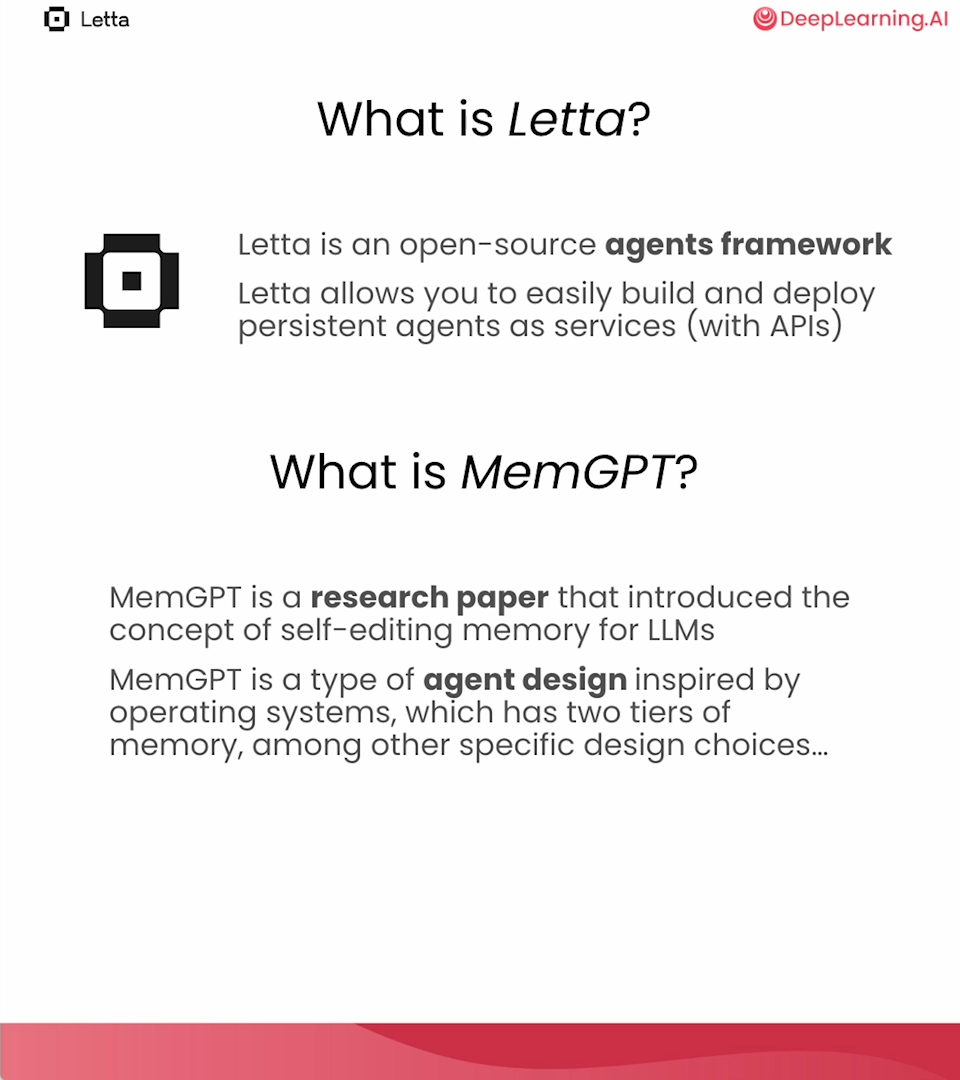 Letta
DeepLearning.AI
What is Letta?
Letta is an open-source agents framework
Letta allows you to easily build and deploy
persistent agents as services (with APIs)
What is MemGPT?
MemGPT is a research paper that introduced the
concept of self-editing memory for LLMs
MemGPT is a type of agent design inspired by
operating systems, which has two tiers of
memory, among other specific design choices...